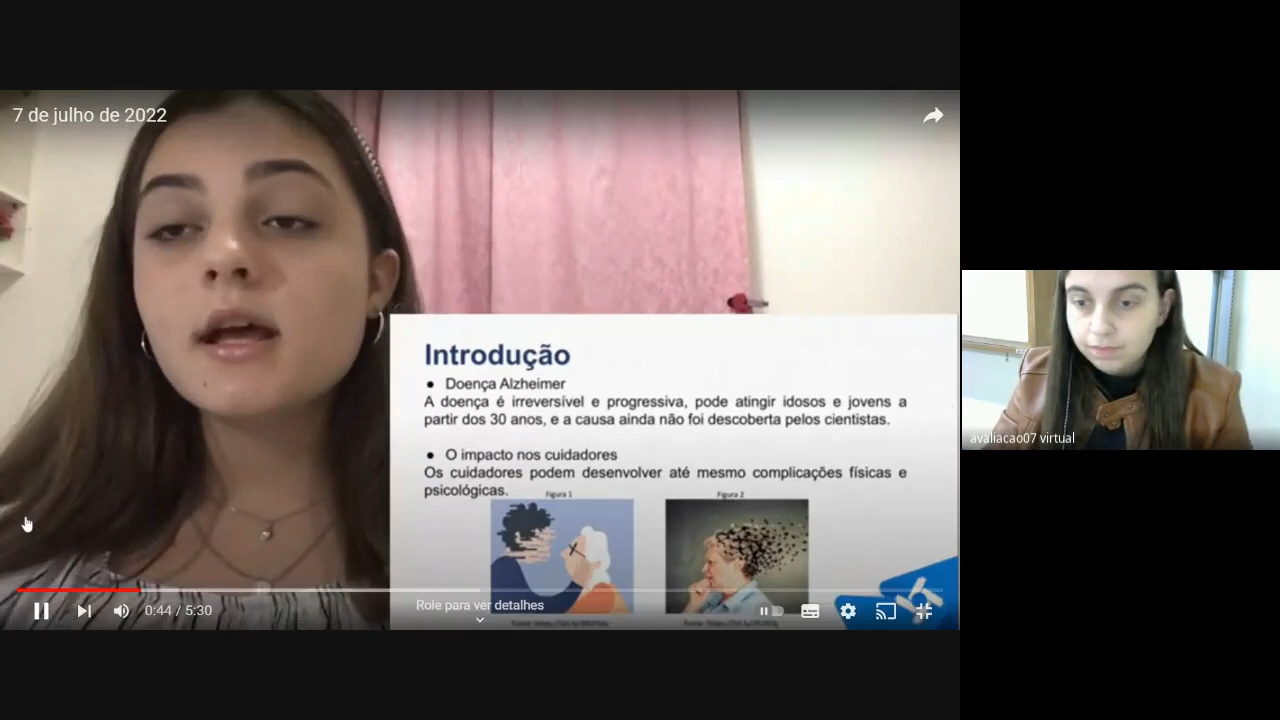 7 de julho de 2022
Introdução
● Doença Alzheimer
A doença é irreversível e progressiva, pode atingir idosos e jovens a
partir dos 30 anos, e a causa ainda não foi descoberta pelos cientistas.
● O impacto nos cuidadores
Os cuidadores podem desenvolver até mesmo complicações físicas e
psicológicas.
Figura 1
Figura 2
0:44 / 5:30
Role para ver detalhes
avaliacao07 virtual